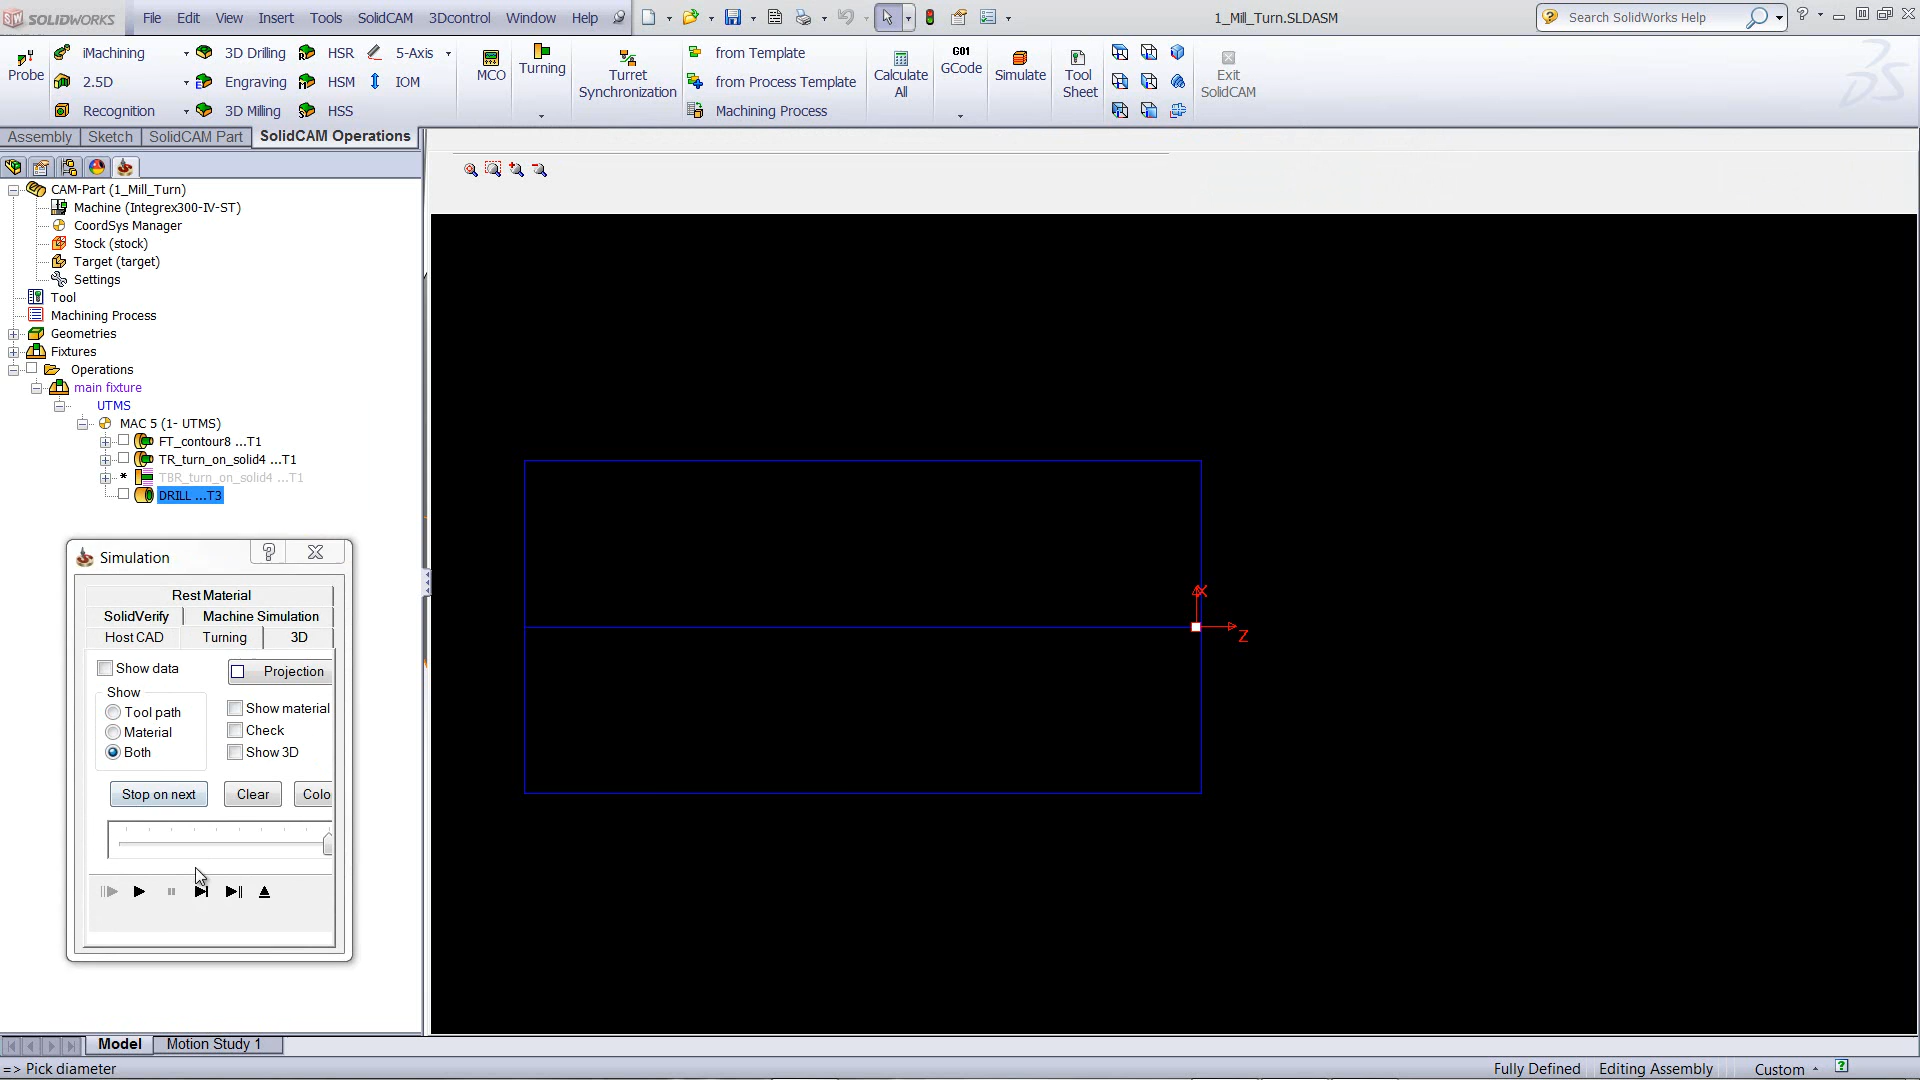 SOLIDWORKS File Edit View Insert Tools SolidCAM 3Dcontrol Window Help 1_Mill_Turn.SLDASM Search SolidWorks Help ?
Probe iMachining 3D Drilling HSR 5-Axis MCO Turning Turret Synchronization from Template Calculate All G01 GCode Simulate Tool Sheet Exit SolidCAM
2.5D Engraving HSM IOM from Process Template
Recognition 3D Milling HSS Machining Process
Assembly Sketch SolidCAM Part SolidCAM Operations
CAM-Part (1_Mill_Turn)
Machine (Integrex300-IV-ST)
CoordSys Manager
Stock (stock)
Target (target)
Settings
Tool
Machining Process
Geometries
Fixtures
Operations
main fixture
UTMS
MAC 5 (1- UTMS)
FT_contour8 ...T1
TR_turn_on_solid4 ...T1
* TBR_turn_on_solid4 ...T1
DRILL ...T3
Simulation ?
Rest Material
SolidVerify Machine Simulation
Host CAD Turning 3D
Show data Projection
Show
Tool path Show material
Material Check
Both Show 3D
Stop on next Clear Colo
X
Z
Model Motion Study 1
=> Pick diameter Fully Defined Editing Assembly Custom ?